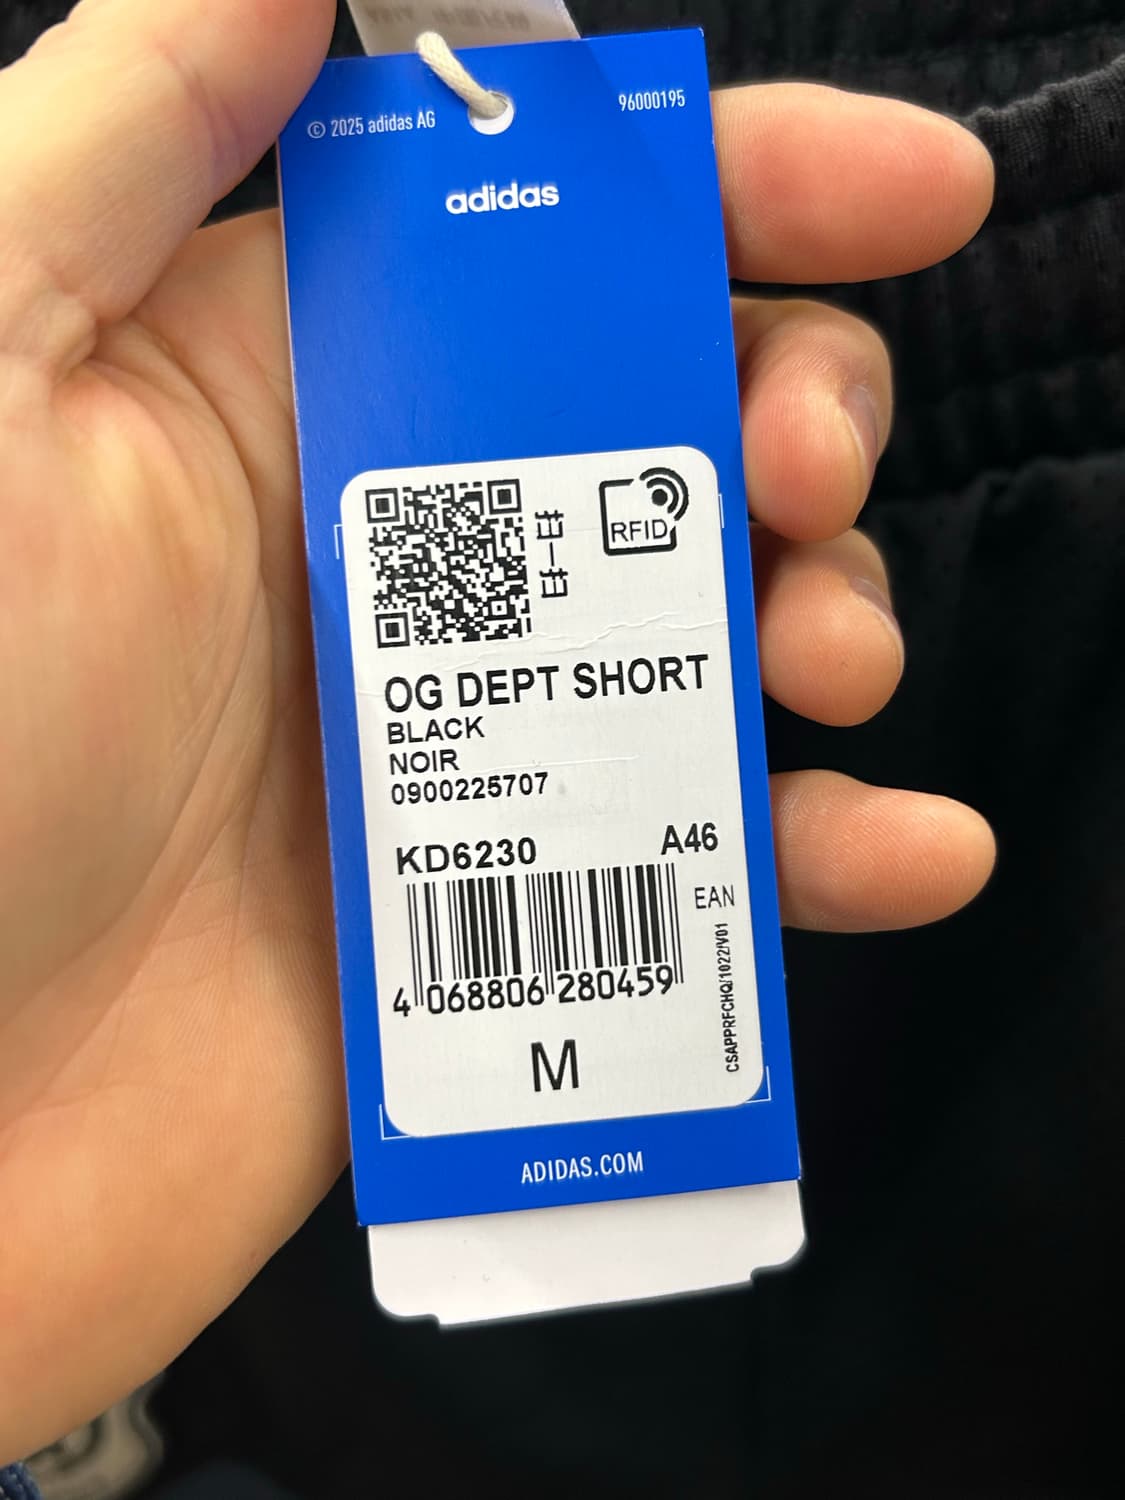 © 2025 adidas AG
96000195
adidas
RFID
OG DEPT SHORT
BLACK
NOIR
0900225707
KD6230
A46
EAN
4 068806 280459
CSAPPRFCHQ/1022/V01
M
ADIDAS.COM